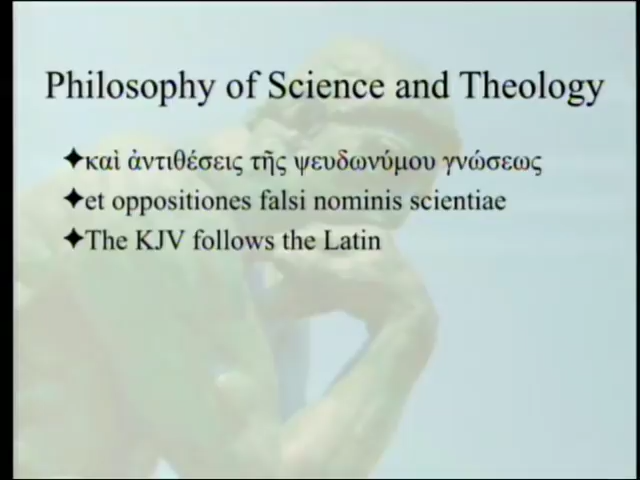 Philosophy of Science and Theology
✦καὶ ἀντιθέσεις τῆς ψευδωνύμου γνώσεως
✦et oppositiones falsi nominis scientiae
✦The KJV follows the Latin